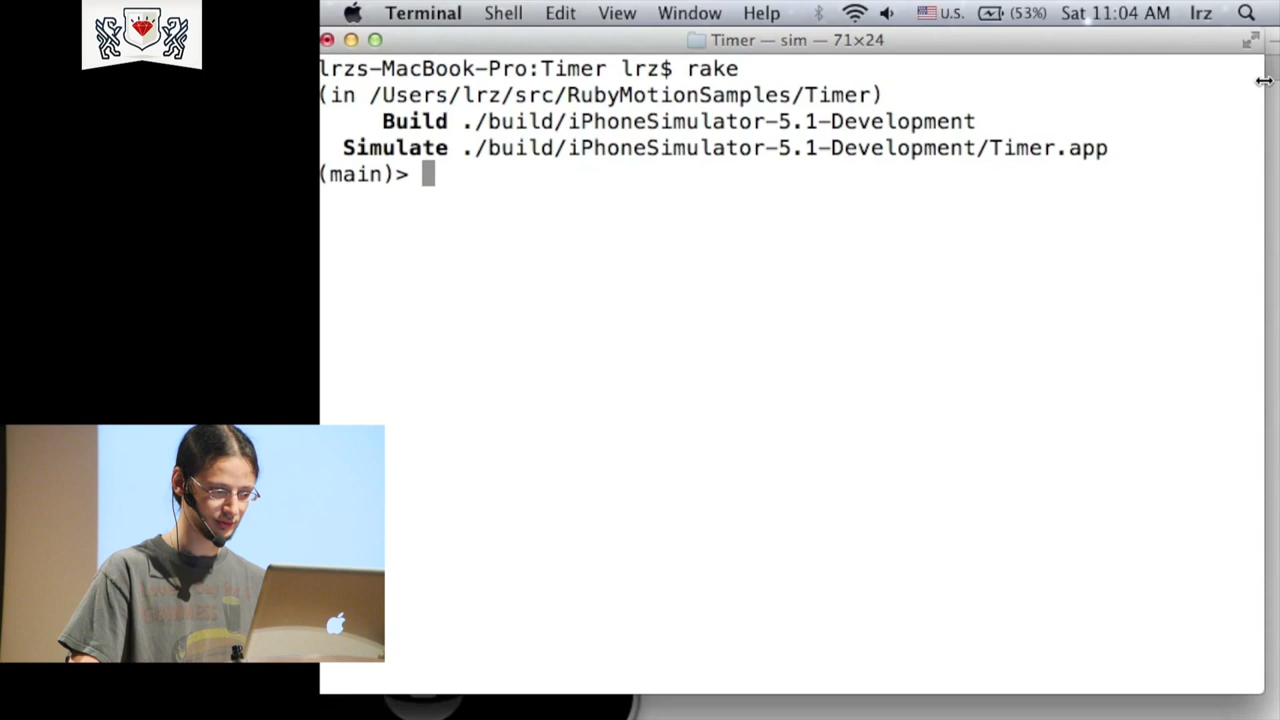 Terminal Shell Edit View Window Help U.S. (53%) Sat 11:04 AM lrz
Timer — sim — 71×24
lrzs-MacBook-Pro:Timer lrz$ rake
(in /Users/lrz/src/RubyMotionSamples/Timer)
Build ./build/iPhoneSimulator-5.1-Development
Simulate ./build/iPhoneSimulator-5.1-Development/Timer.app
(main)>